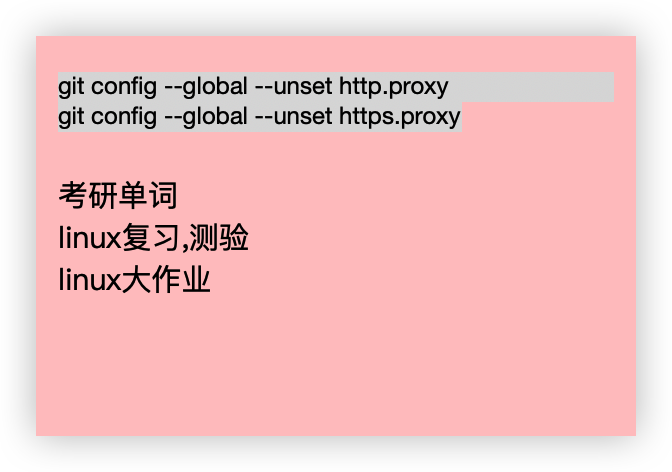 git config --global --unset http.proxy
git config --global --unset https.proxy
考研单词
linux复习,测验
linux大作业